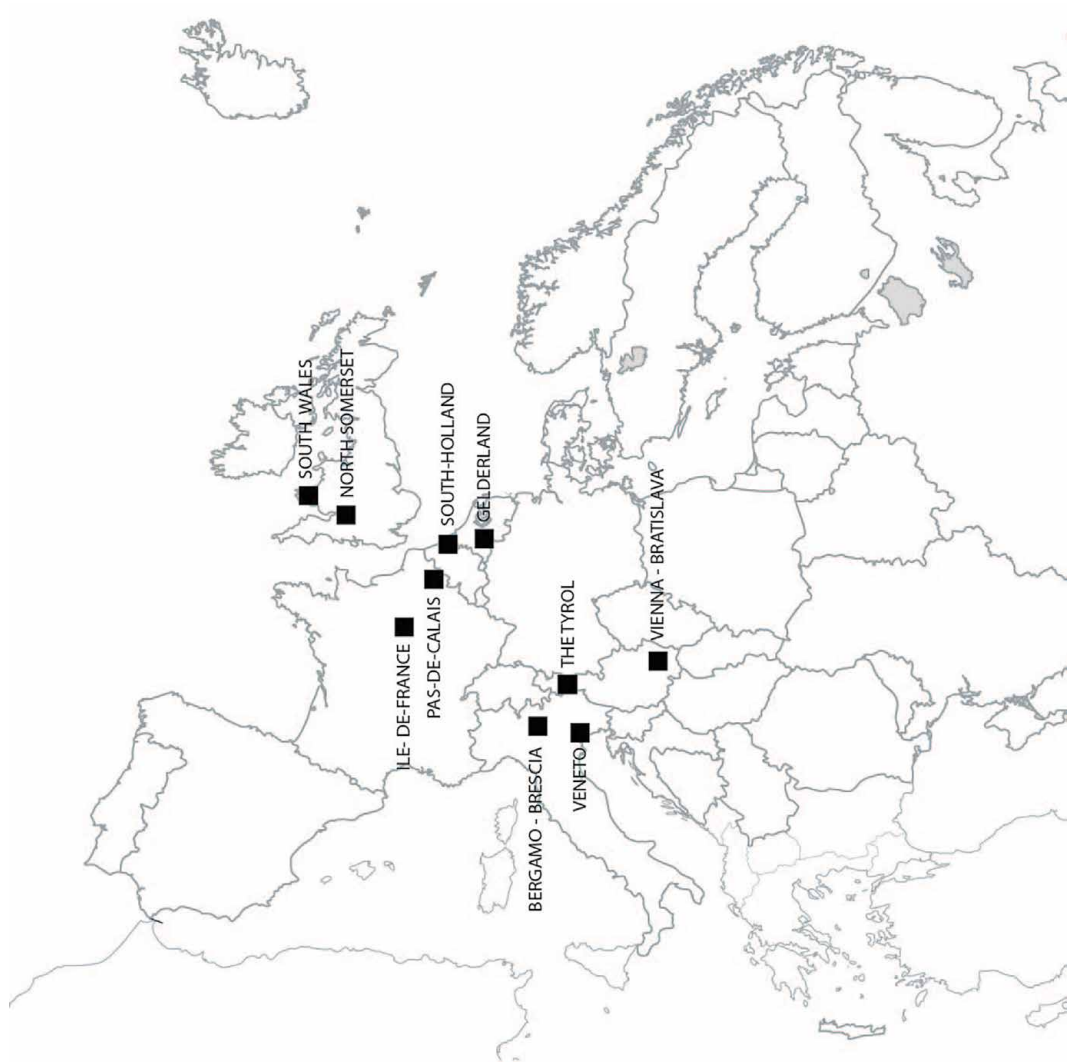 SOUTH WALES
NORTH SOMERSET
SOUTH-HOLLAND
GELDERLAND
PAS-DE-CALAIS
ILE- DE-FRANCE
THE TYROL
VIENNA - BRATISLAVA
BERGAMO - BRESCIA
VENETO